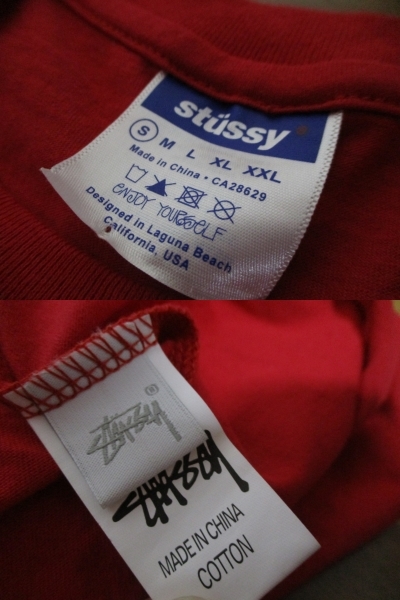 stüssy
S M L XL XXL
Made in China • CA28629
ENJOY YOURSELF
Designed in Laguna Beach
California, USA
Stüssy ®
Stüssy
MADE IN CHINA
COTTON